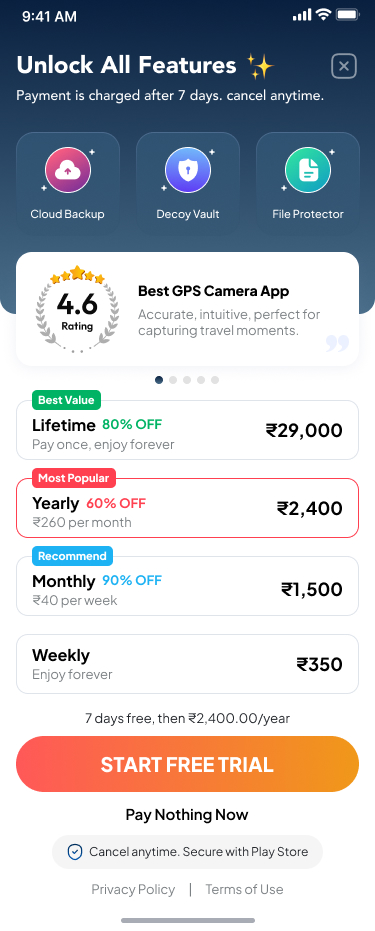 9:41 AM
Unlock All Features ✨
Payment is charged after 7 days. cancel anytime.
Cloud Backup
Decoy Vault
File Protector
4.6
Rating
Best GPS Camera App
Accurate, intuitive, perfect for
capturing travel moments.
Best Value
Lifetime 80% OFF
₹29,000
Pay once, enjoy forever
Most Popular
Yearly 60% OFF
₹2,400
₹260 per month
Recommend
Monthly 90% OFF
₹1,500
₹40 per week
Weekly
₹350
Enjoy forever
7 days free, then ₹2,400.00/year
START FREE TRIAL
Pay Nothing Now
Cancel anytime. Secure with Play Store
Privacy Policy | Terms of Use